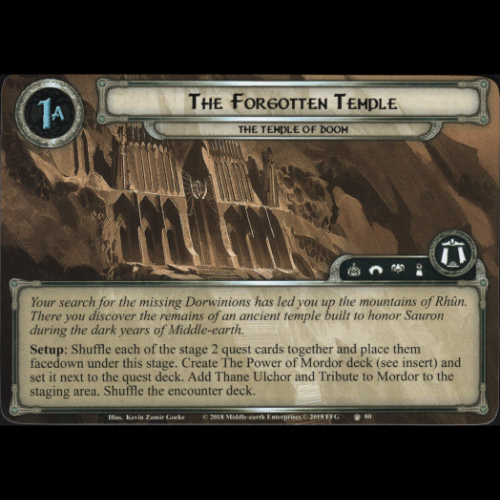 1A
THE FORGOTTEN TEMPLE
THE TEMPLE OF DOOM
Your search for the missing Dorwinions has led you up the mountains of Rhûn.
There you discover the remains of an ancient temple built to honor Sauron
during the dark years of Middle-earth.
Setup: Shuffle each of the stage 2 quest cards together and place them
facedown under this stage. Create The Power of Mordor deck (see insert) and
set it next to the quest deck. Add Thane Ulchor and Tribute to Mordor to the
staging area. Shuffle the encounter deck.
Illus. Kevin Zamir Goeke © 2018 Middle-earth Enterprises © 2018 FFG 80